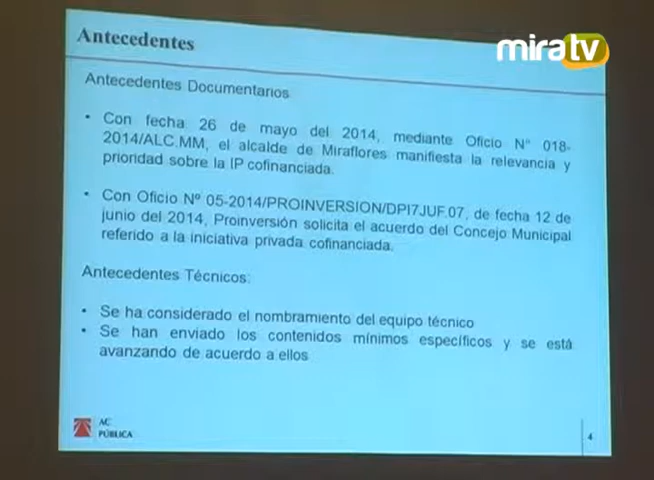 Antecedentes
miratv
Antecedentes Documentarios
• Con fecha 26 de mayo del 2014, mediante Oficio N° 018-
2014/ALC.MM, el alcalde de Miraflores manifiesta la relevancia y
prioridad sobre la IP cofinanciada.
• Con Oficio Nº 05-2014/PROINVERSION/DPI7JUF.07, de fecha 12 de
junio del 2014, Proinversión solicita el acuerdo del Concejo Municipal
referido a la iniciativa privada cofinanciada.
Antecedentes Técnicos:
• Se ha considerado el nombramiento del equipo técnico
• Se han enviado los contenidos mínimos específicos y se está
avanzando de acuerdo a ellos
AC
PÚBLICA
4